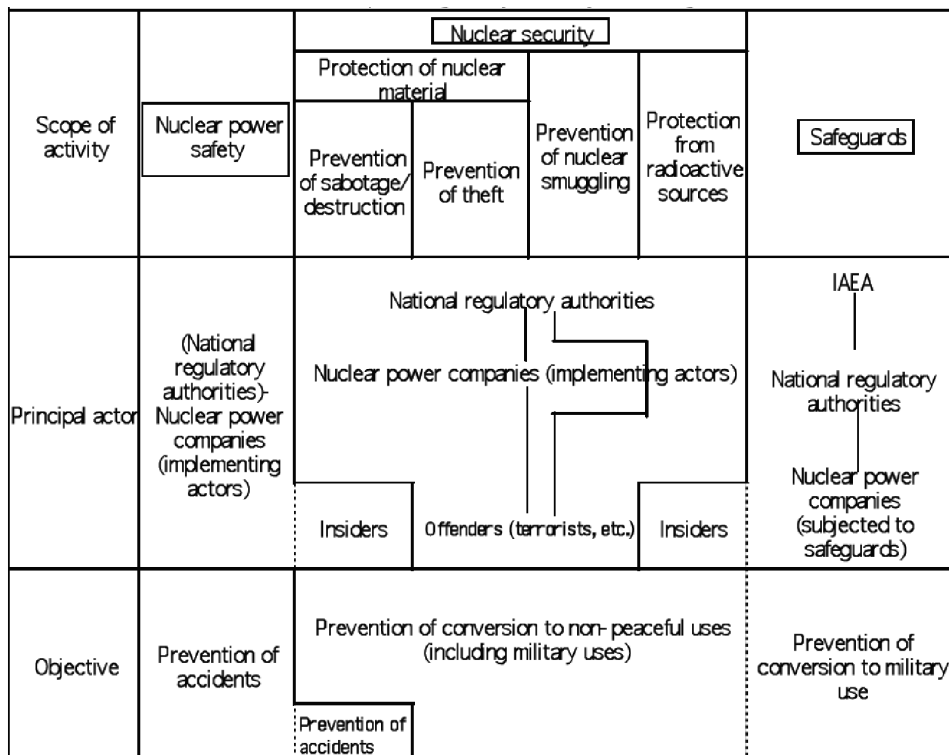 Nuclear security
Protection of nuclear
material
Scope of
activity
Nuclear power
safety
Prevention
of sabotage/
destruction
Prevention
of theft
Prevention
of nuclear
smuggling
Protection
from
radioactive
sources
Safeguards
Principal actor
(National
regulatory
authorities)-
Nuclear power
companies
(implementing
actors)
National regulatory authorities
Nuclear power companies (implementing actors)
Insiders
Offenders (terrorists, etc.)
Insiders
IAEA
National regulatory
authorities
Nuclear power
companies
(subjected to
safeguards)
Objective
Prevention of
accidents
Prevention of conversion to non-peaceful uses
(including military uses)
Prevention of
accidents
Prevention of
conversion to military
use